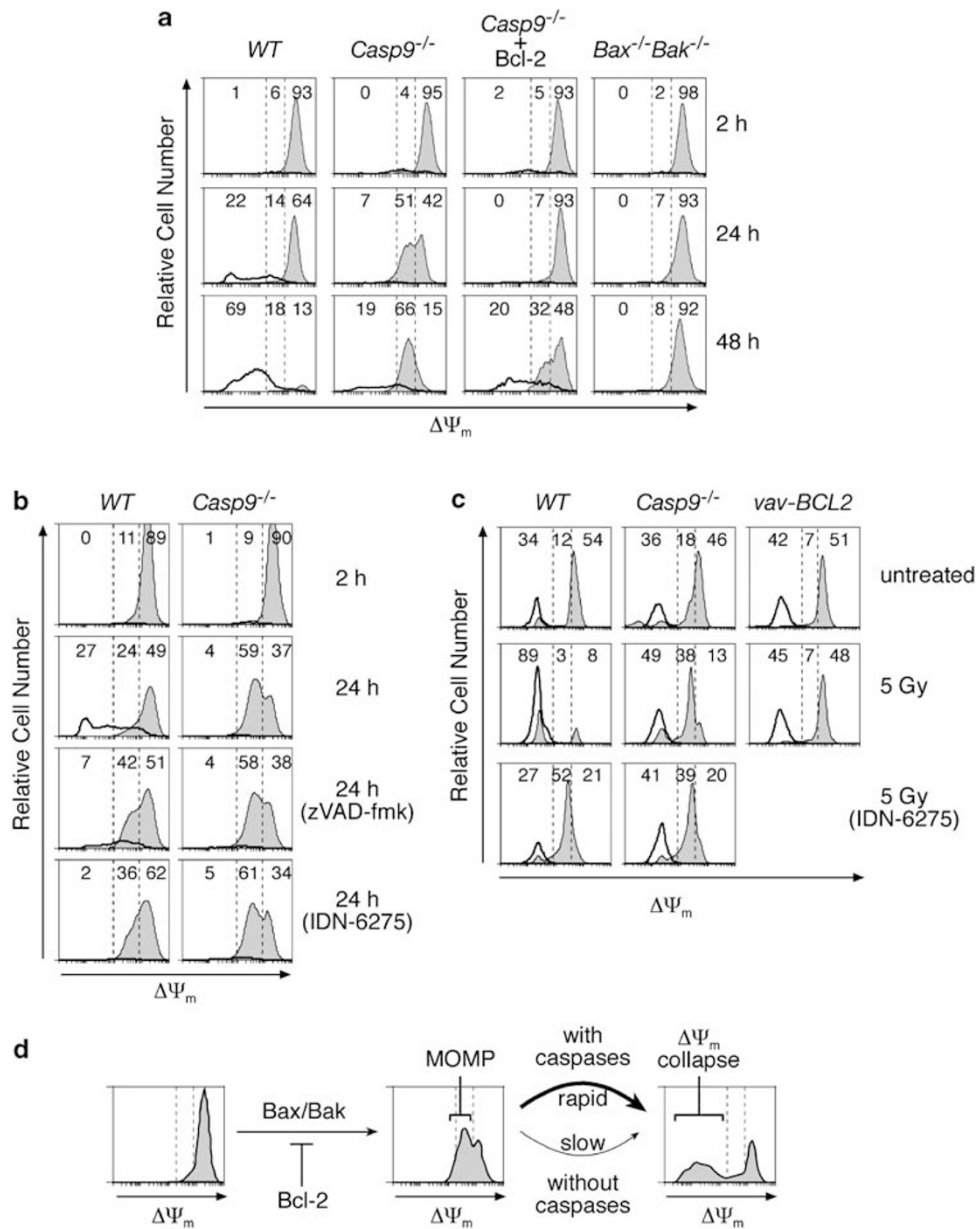 a
Casp9-/-
+
WT Casp9-/- Bcl-2 Bax-/-Bak-/-
1 6 93 0 4 95 2 5 93 0 2 98
2 h
22 14 64 7 51 42 0 7 93 0 7 93
24 h
69 18 13 19 66 15 20 32 48 0 8 92
48 h
Relative Cell Number
ΔΨm
b
WT Casp9-/-
0 11 89 1 9 90
2 h
27 24 49 4 59 37
24 h
7 42 51 4 58 38
24 h
(zVAD-fmk)
2 36 62 5 61 34
24 h
(IDN-6275)
Relative Cell Number
ΔΨm
c
WT Casp9-/- vav-BCL2
34 12 54 36 18 46 42 7 51
untreated
89 3 8 49 38 13 45 7 48
5 Gy
27 52 21 41 39 20
5 Gy
(IDN-6275)
Relative Cell Number
ΔΨm
d
ΔΨm
Bax/Bak
Bcl-2
MOMP
ΔΨm
with
caspases
rapid
slow
without
caspases
ΔΨm
collapse
ΔΨm